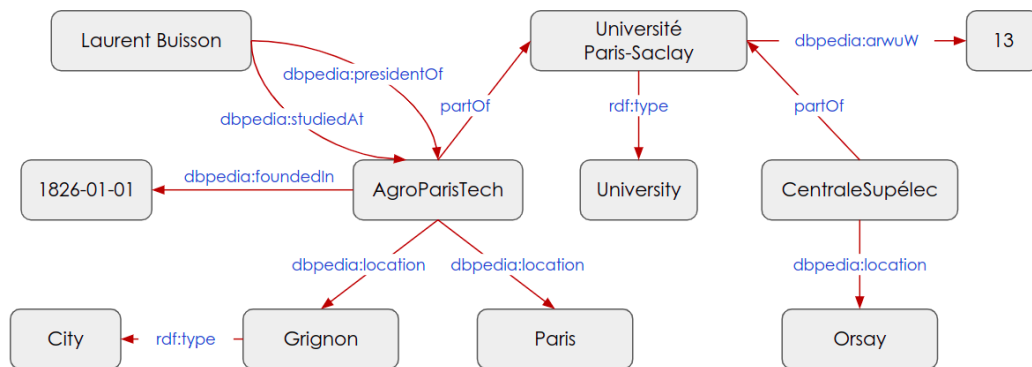 Laurent Buisson
Université
Paris-Saclay
dbpedia:arwuW
13
dbpedia:presidentOf
dbpedia:studiedAt
partOf
rdf:type
partOf
1826-01-01
dbpedia:foundedIn
AgroParisTech
University
CentraleSupélec
dbpedia:location
dbpedia:location
dbpedia:location
City
rdf:type
Grignon
Paris
Orsay